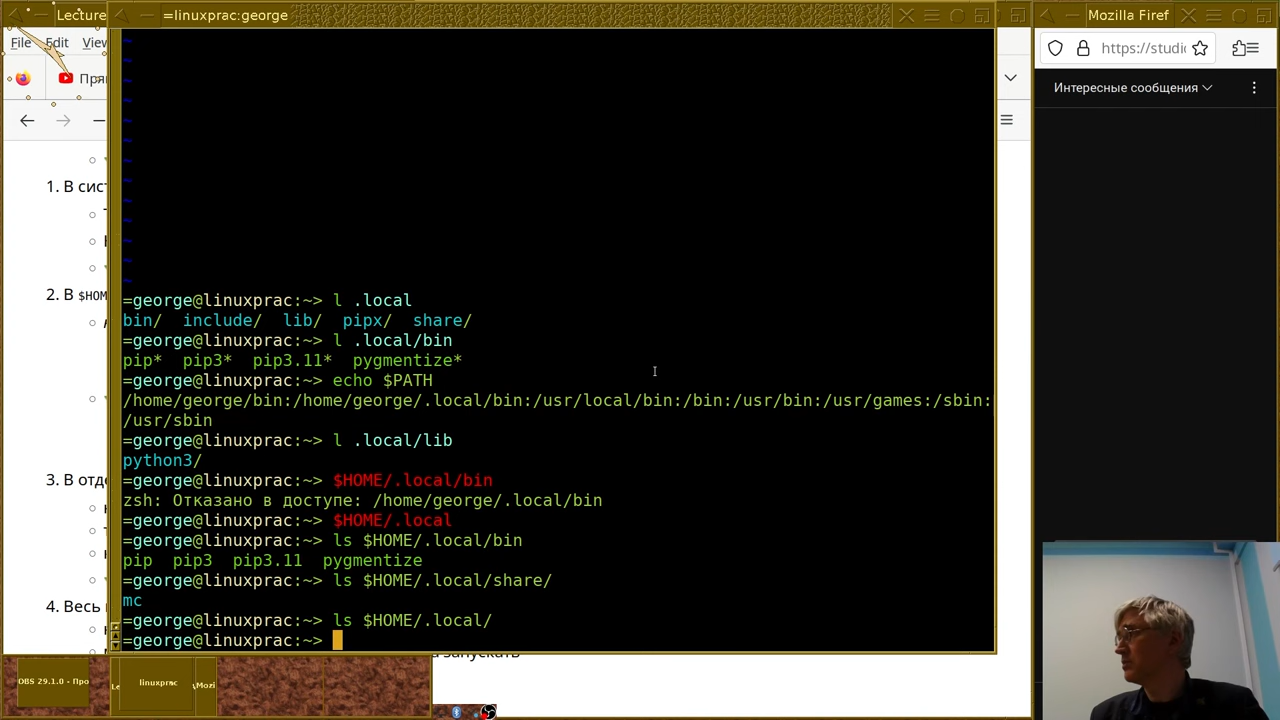 Lecture
=linuxprac:george
Mozilla Firef
File Edit View
https://studi
Интересные сообщения
1. В сист
2. В $HOM
3. В отде
4. Весь
=george@linuxprac:~> l .local
bin/ include/ lib/ pipx/ share/
=george@linuxprac:~> l .local/bin
pip* pip3* pip3.11* pygmentize*
=george@linuxprac:~> echo $PATH
/home/george/bin:/home/george/.local/bin:/usr/local/bin:/bin:/usr/bin:/usr/games:/sbin:
/usr/sbin
=george@linuxprac:~> l .local/lib
python3/
=george@linuxprac:~> $HOME/.local/bin
zsh: Отказано в доступе: /home/george/.local/bin
=george@linuxprac:~> $HOME/.local
=george@linuxprac:~> ls $HOME/.local/bin
pip pip3 pip3.11 pygmentize
=george@linuxprac:~> ls $HOME/.local/share/
mc
=george@linuxprac:~> ls $HOME/.local/
=george@linuxprac:~>
запускать
OBS 29.1.0 - Про
linuxprac
Mozi